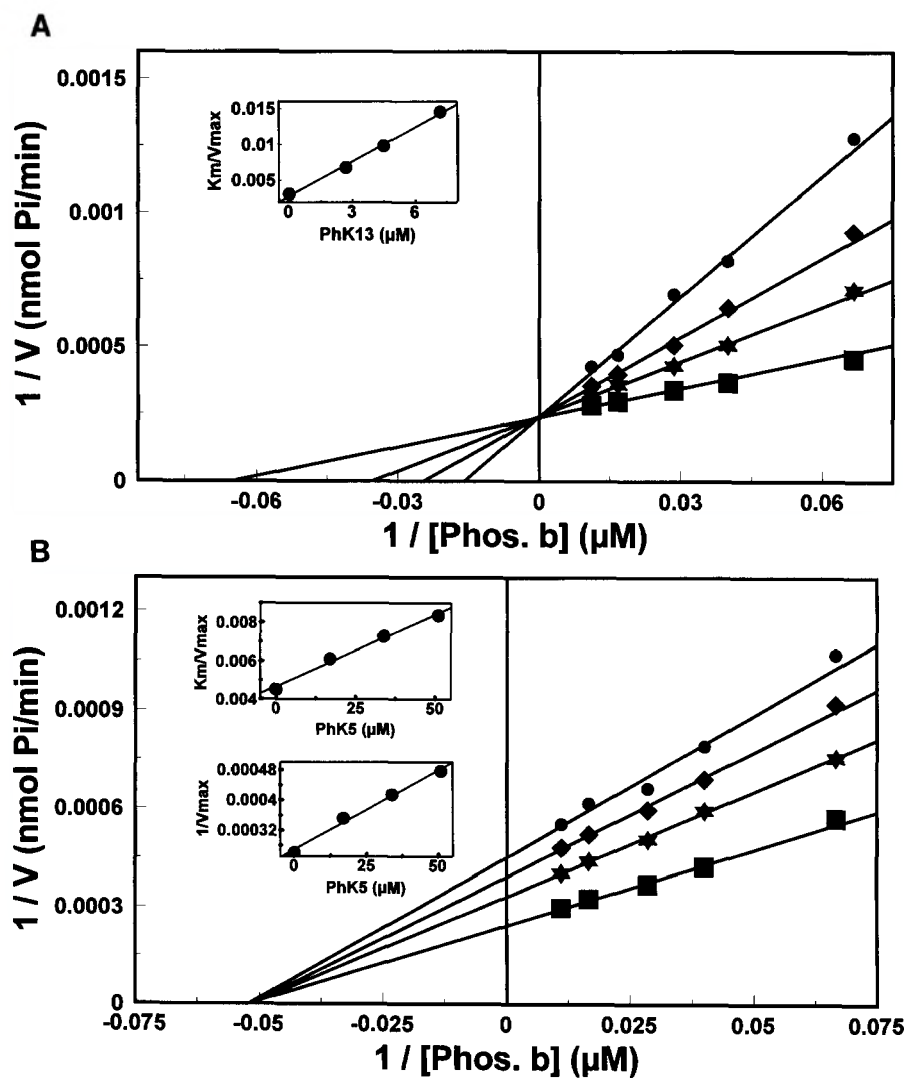 A
1 / V (nmol Pi/min)
0.0015
0.001
0.0005
0
Km/Vmax
0.015
0.01
0.005
0 3 6
PhK13 (µM)
-0.06 -0.03 0 0.03 0.06
1 / [Phos. b] (µM)
B
1 / V (nmol Pi/min)
0.0012
0.0009
0.0006
0.0003
0
Km/Vmax
0.008
0.006
0.004
0 25 50
PhK5 (µM)
1/Vmax
0.00048
0.0004
0.00032
0 25 50
PhK5 (µM)
-0.075 -0.05 -0.025 0 0.025 0.05 0.075
1 / [Phos. b] (µM)